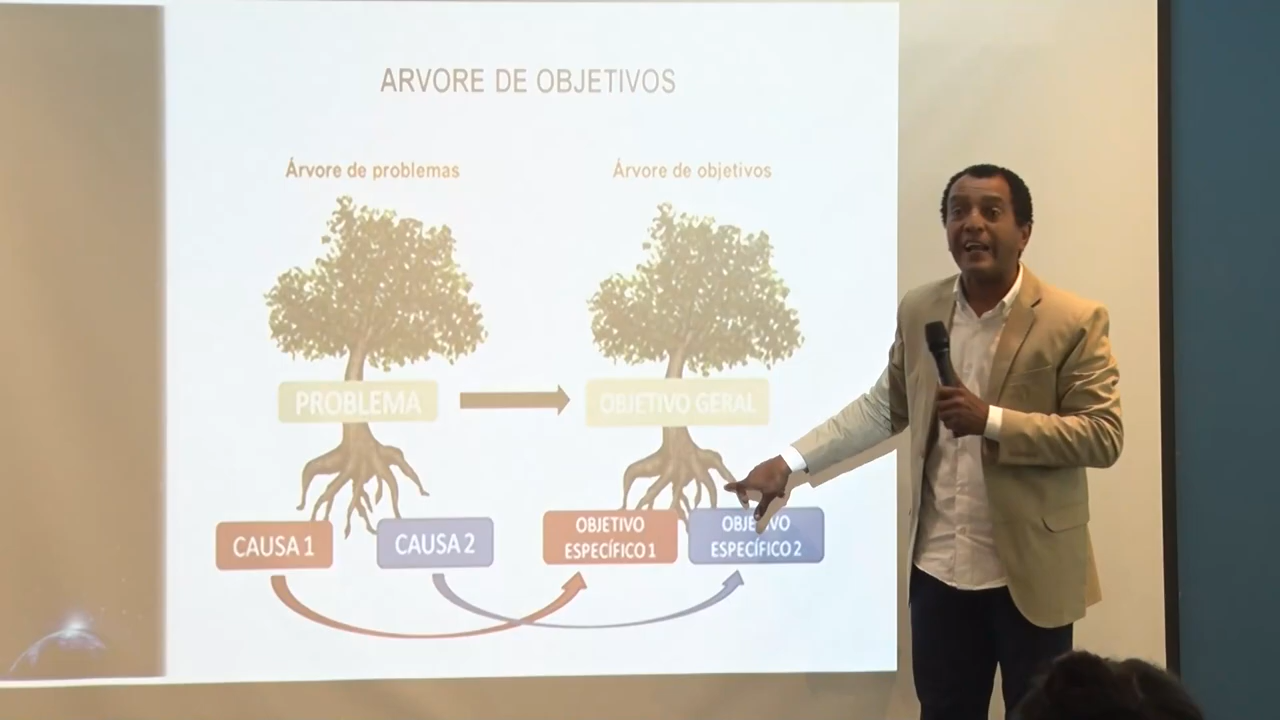 ARVORE DE OBJETIVOS
Árvore de problemas
Árvore de objetivos
PROBLEMA
OBJETIVO GERAL
CAUSA 1
CAUSA 2
OBJETIVO
ESPECÍFICO 1
OBJETIVO
ESPECÍFICO 2